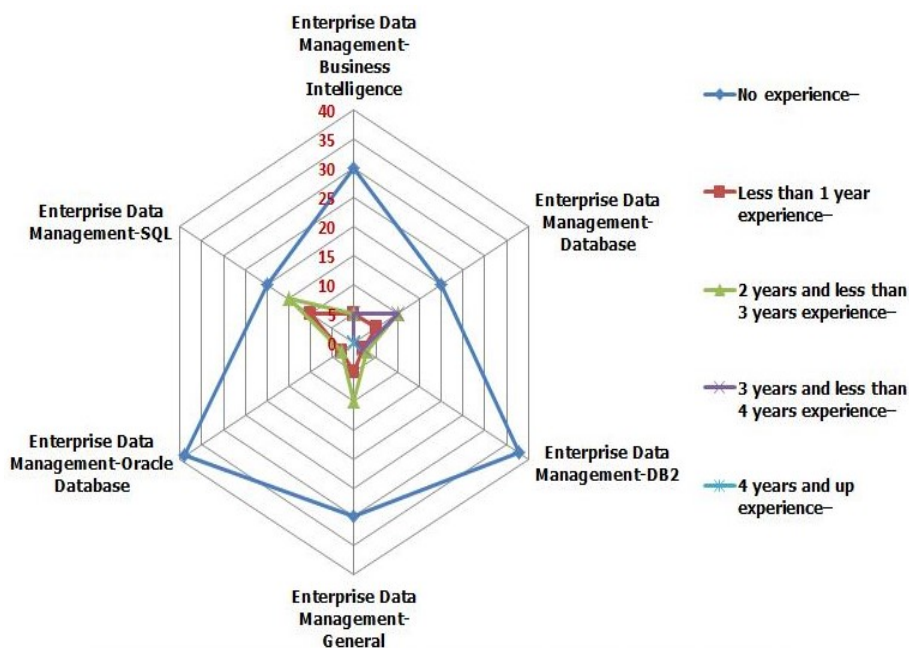 Enterprise Data
Management-
Business
Intelligence
40
35
30
25
20
15
10
5
0
Enterprise Data
Management-
Database
Enterprise Data
Management-DB2
Enterprise Data
Management-
General
Enterprise Data
Management-Oracle
Database
Enterprise Data
Management-SQL
No experience–
Less than 1 year
experience–
2 years and less than
3 years experience–
3 years and less than
4 years experience–
4 years and up
experience–